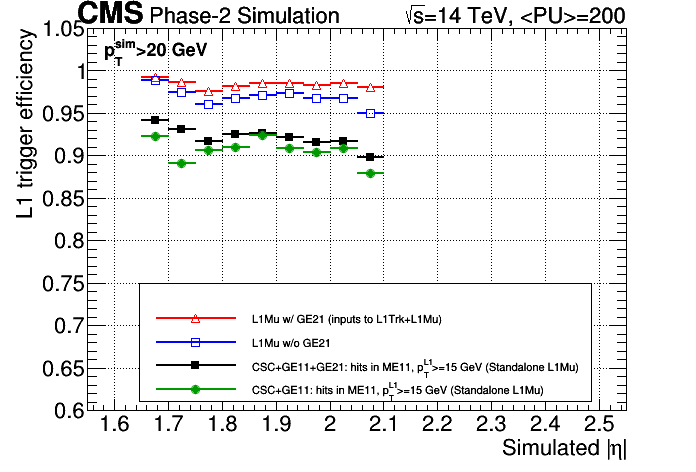 CMS Phase-2 Simulation √s=14 TeV, <PU>=200
p_T^sim>20 GeV
L1 trigger efficiency
1.05
1
0.95
0.9
0.85
0.8
0.75
0.7
0.65
0.6
L1Mu w/ GE21 (inputs to L1Trk+L1Mu)
L1Mu w/o GE21
CSC+GE11+GE21: hits in ME11, p_T^L1>=15 GeV (Standalone L1Mu)
CSC+GE11: hits in ME11, p_T^L1>=15 GeV (Standalone L1Mu)
1.6 1.7 1.8 1.9 2 2.1 2.2 2.3 2.4 2.5
Simulated |η|